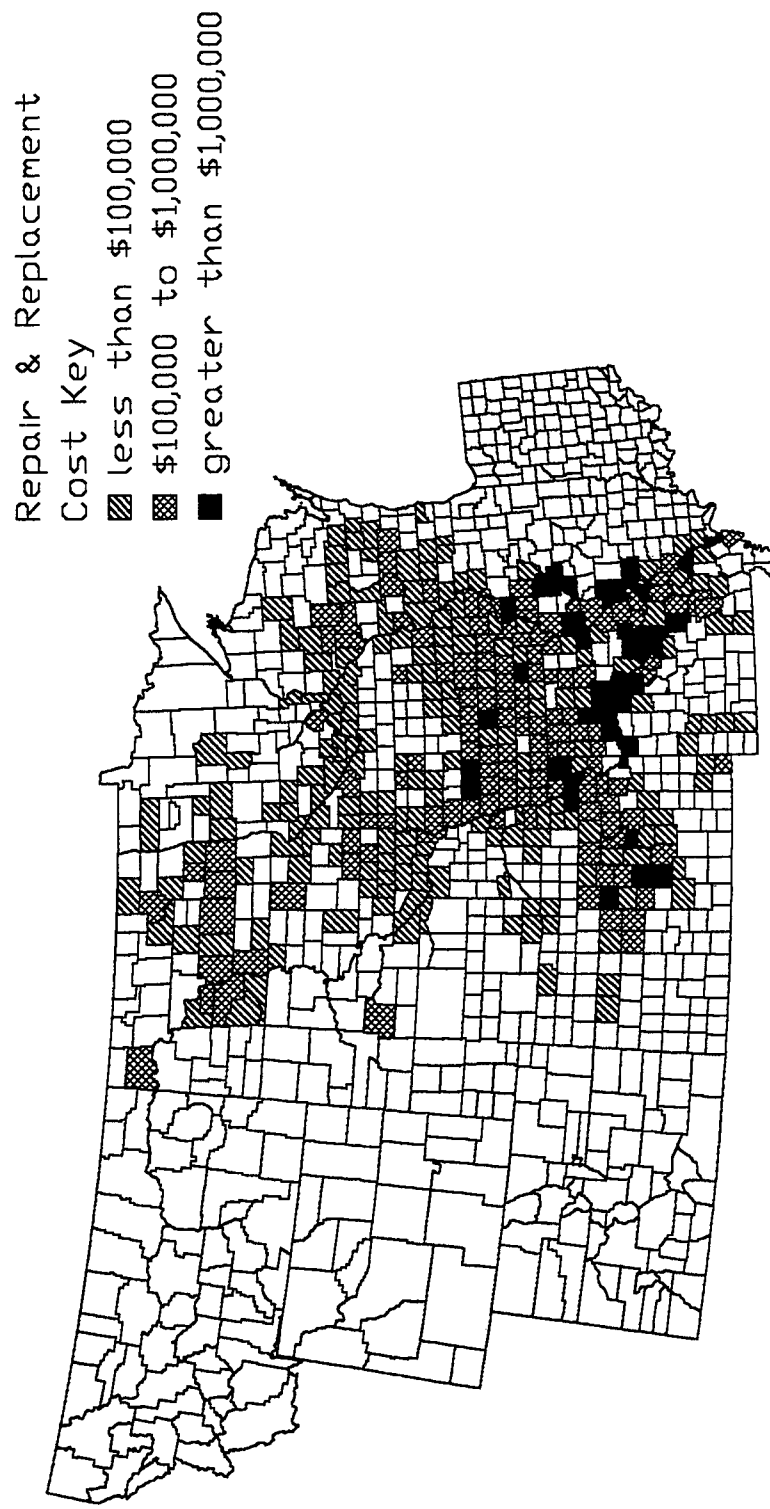 Repair & Replacement
Cost Key
less than $100,000
$100,000 to $1,000,000
greater than $1,000,000